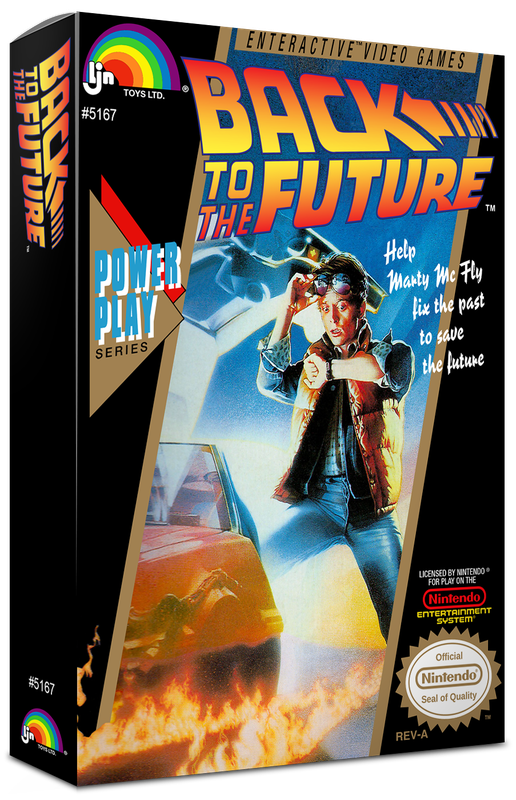 BACK
TO
THE
FUTURE
#5167
ljn
TOYS LTD.
ljn
TOYS LTD.
®
#5167
ENTERACTIVE™ VIDEO GAMES
BACK
TO
THE FUTURE
™
POWER
PLAY
SERIES
Help
Marty Mc Fly
fix the past
to save
the future
LICENSED BY NINTENDO®
FOR PLAY ON THE
Nintendo
ENTERTAINMENT
SYSTEM
Official
Nintendo
Seal of Quality
™
REV-A